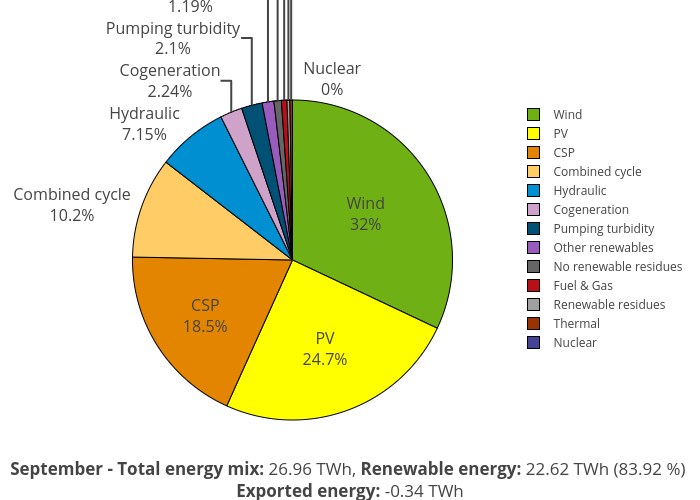 1.19%
Pumping turbidity
2.1%
Cogeneration
2.24%
Nuclear
0%
Hydraulic
7.15%
Combined cycle
10.2%
Wind
32%
CSP
18.5%
PV
24.7%
Wind
PV
CSP
Combined cycle
Hydraulic
Cogeneration
Pumping turbidity
Other renewables
No renewable residues
Fuel & Gas
Renewable residues
Thermal
Nuclear
September - Total energy mix: 26.96 TWh, Renewable energy: 22.62 TWh (83.92 %)
Exported energy: -0.34 TWh